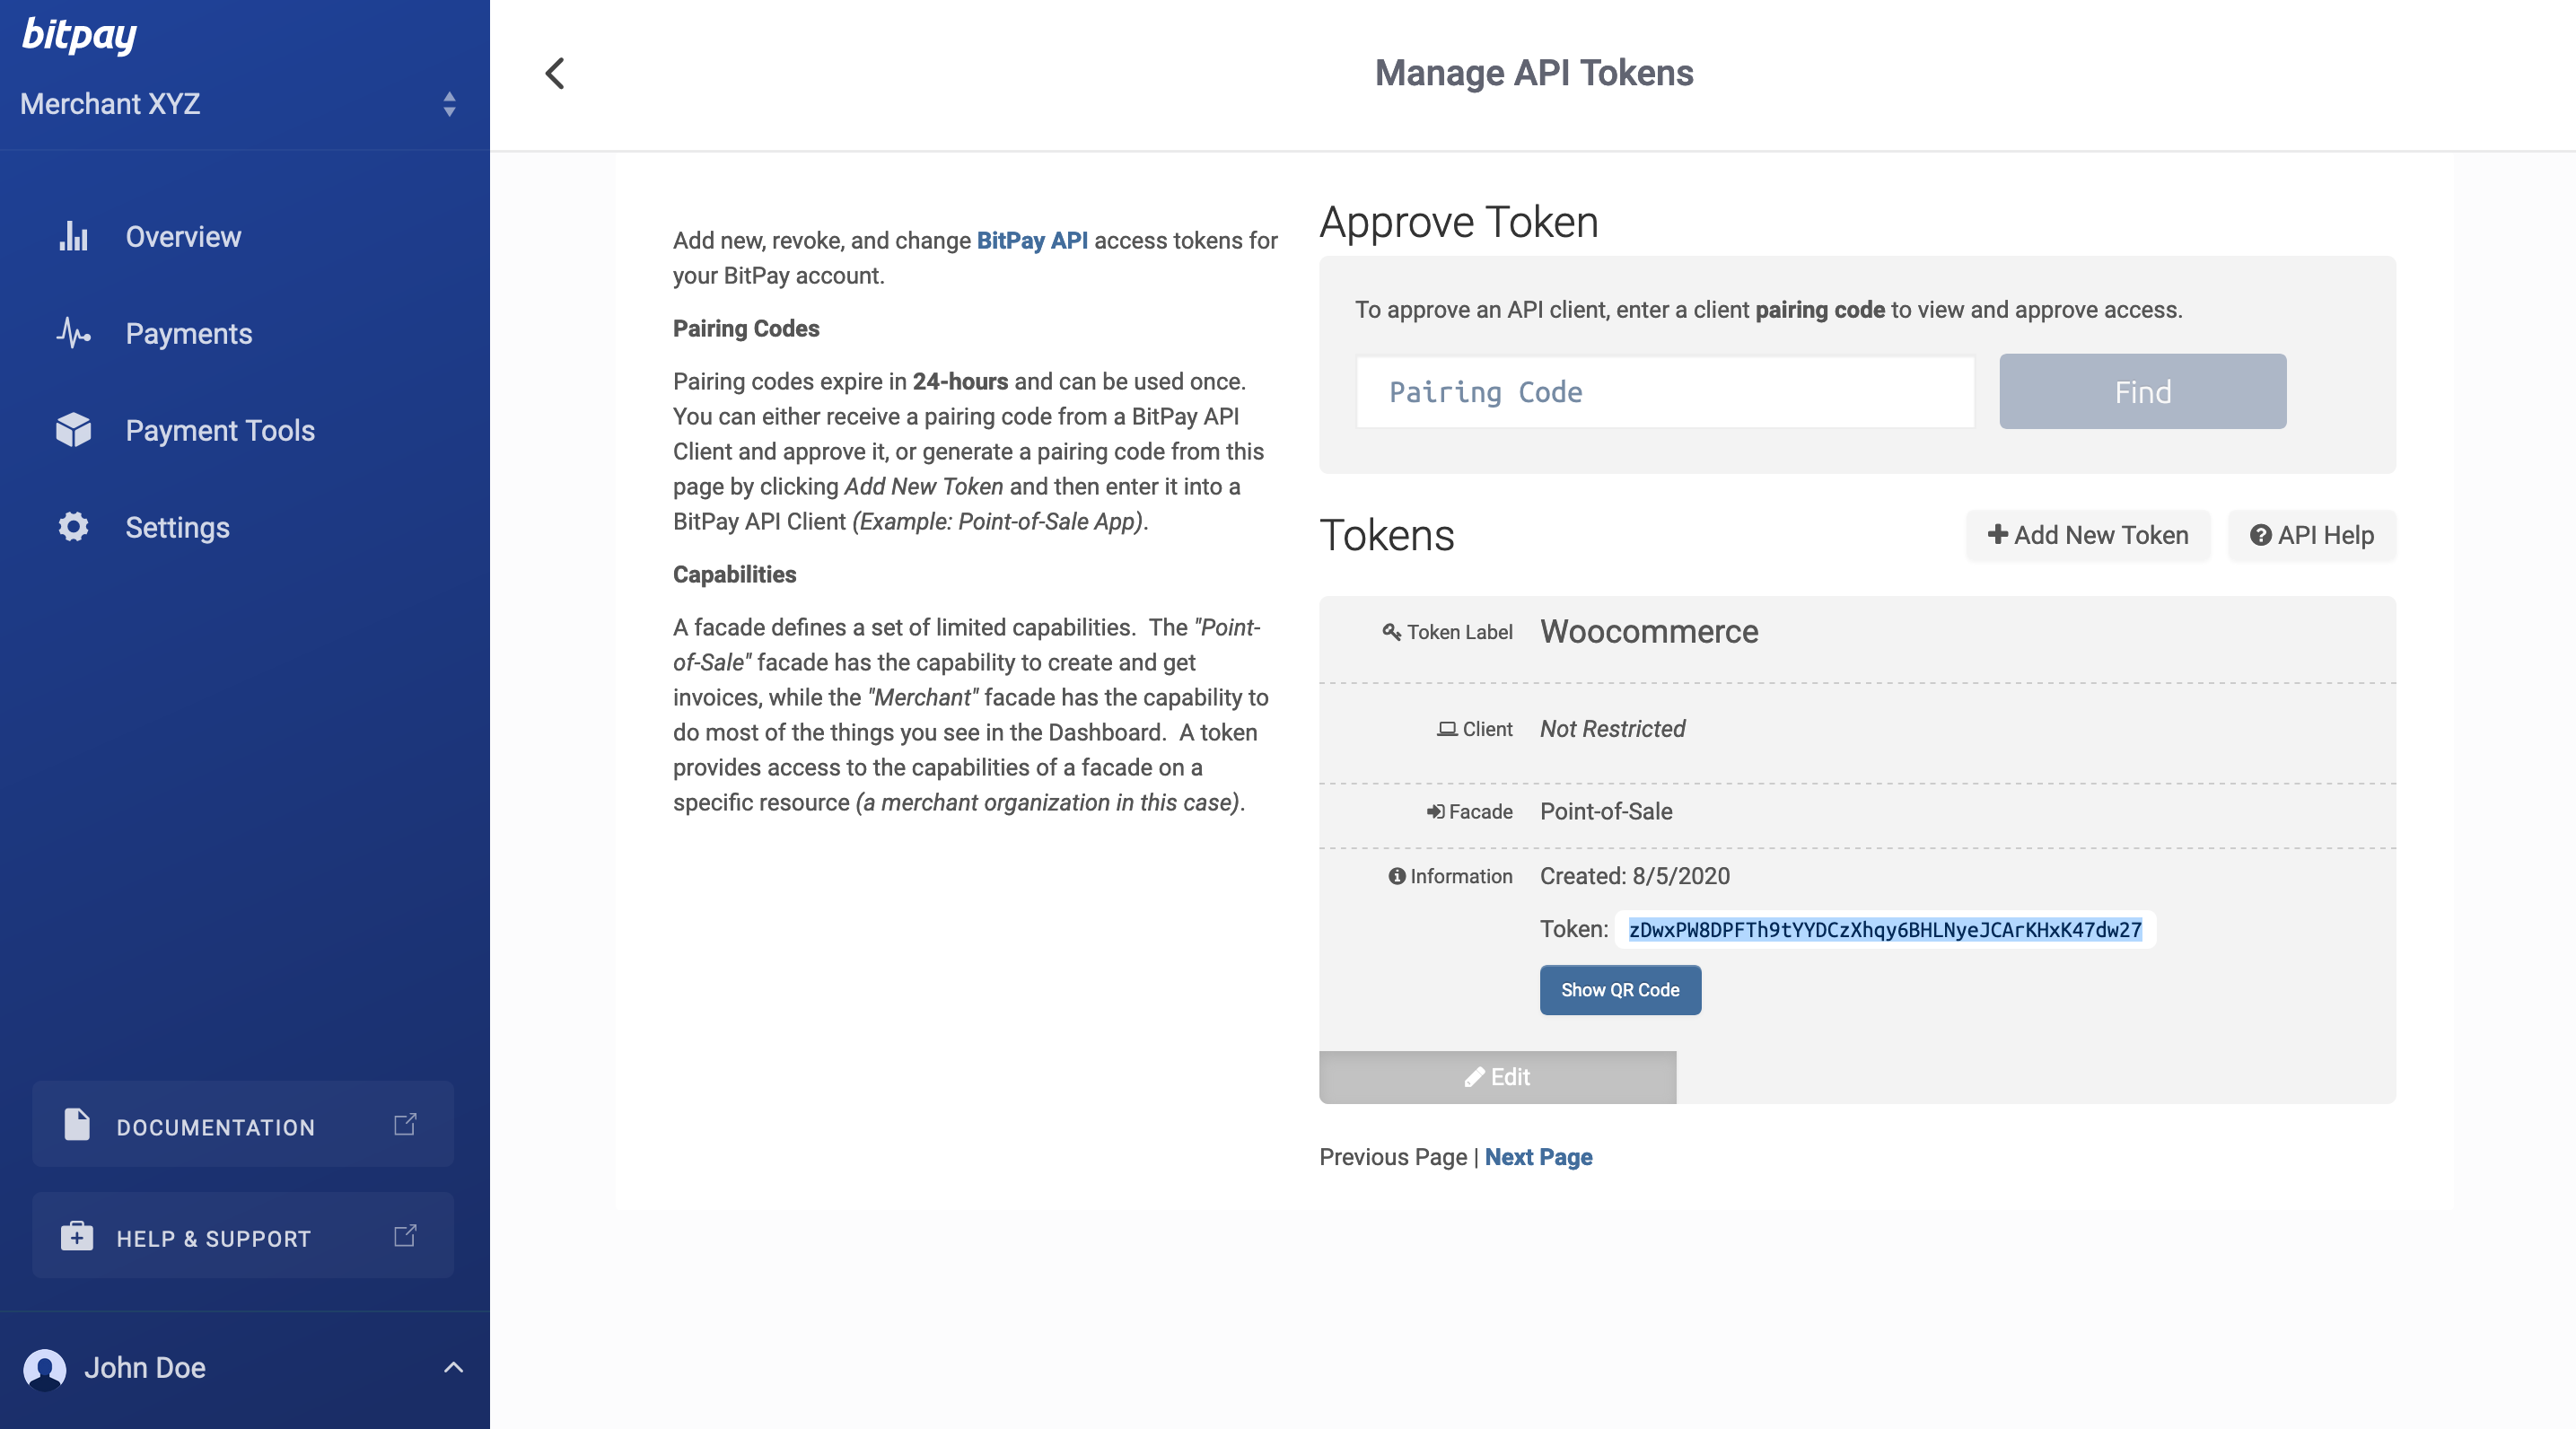 bitpay
Merchant XYZ
Overview
Payments
Payment Tools
Settings
DOCUMENTATION
HELP & SUPPORT
John Doe
Manage API Tokens
Add new, revoke, and change BitPay API access tokens for
your BitPay account.
Pairing Codes
Pairing codes expire in 24-hours and can be used once.
You can either receive a pairing code from a BitPay API
Client and approve it, or generate a pairing code from this
page by clicking Add New Token and then enter it into a
BitPay API Client (Example: Point-of-Sale App).
Capabilities
A facade defines a set of limited capabilities. The "Point-
of-Sale" facade has the capability to create and get
invoices, while the "Merchant" facade has the capability to
do most of the things you see in the Dashboard. A token
provides access to the capabilities of a facade on a
specific resource (a merchant organization in this case).
Approve Token
To approve an API client, enter a client pairing code to view and approve access.
Pairing Code
Find
Tokens
Add New Token
API Help
Token Label Woocommerce
Client Not Restricted
Facade Point-of-Sale
Information Created: 8/5/2020
Token: zDwxPW8DPFTh9tYYDCzXhqy6BHLNyeJCArKHxK47dw27
Show QR Code
Edit
Previous Page | Next Page